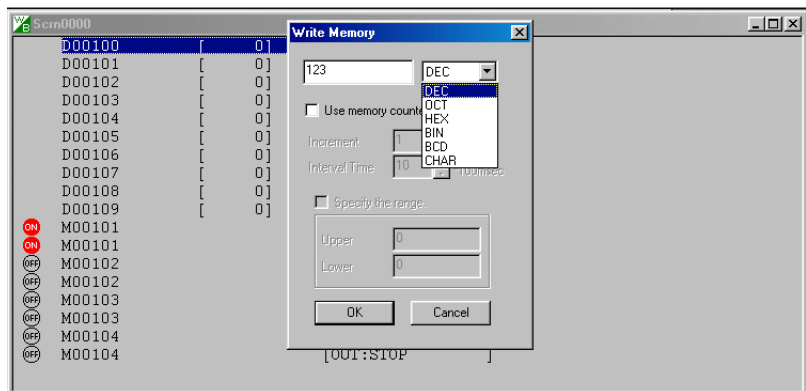 W B Scrn0000
D00100 [ 0]
D00101 [ 0]
D00102 [ 0]
D00103 [ 0]
D00104 [ 0]
D00105 [ 0]
D00106 [ 0]
D00107 [ 0]
D00108 [ 0]
D00109 [ 0]
ON M00101
ON M00101
OFF M00102
OFF M00102
OFF M00103
OFF M00103
OFF M00104
OFF M00104 [OUT:STOP ]
Write Memory
123 DEC
DEC
OCT
HEX
BIN
BCD
CHAR
Use memory counte
Increment 1
Interval Time 10 100msec
Specify the range.
Upper 0
Lower 0
OK Cancel